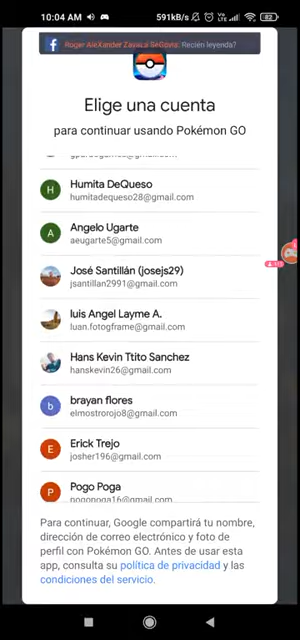 10:04 AM
591kB/s
82
Roger AleXander Zavala SeGovia: Recién leyenda?
Elige una cuenta
para continuar usando Pokémon GO
Humita DeQueso
H
humitadequeso28@gmail.com
Angelo Ugarte
A
aeugarte5@gmail.com
José Santillán (josejs29)
jsantillan2991@gmail.com
luis Angel Layme A.
luan.fotogframe@gmail.com
Hans Kevin Ttito Sanchez
hanskevin26@gmail.com
brayan flores
b
elmostrorojo8@gmail.com
Erick Trejo
E
josher196@gmail.com
Pogo Poga
P
pogopoga16@gmail.com
Para continuar, Google compartirá tu nombre,
dirección de correo electrónico y foto de
perfil con Pokémon GO. Antes de usar esta
app, consulta su política de privacidad y las
condiciones del servicio.